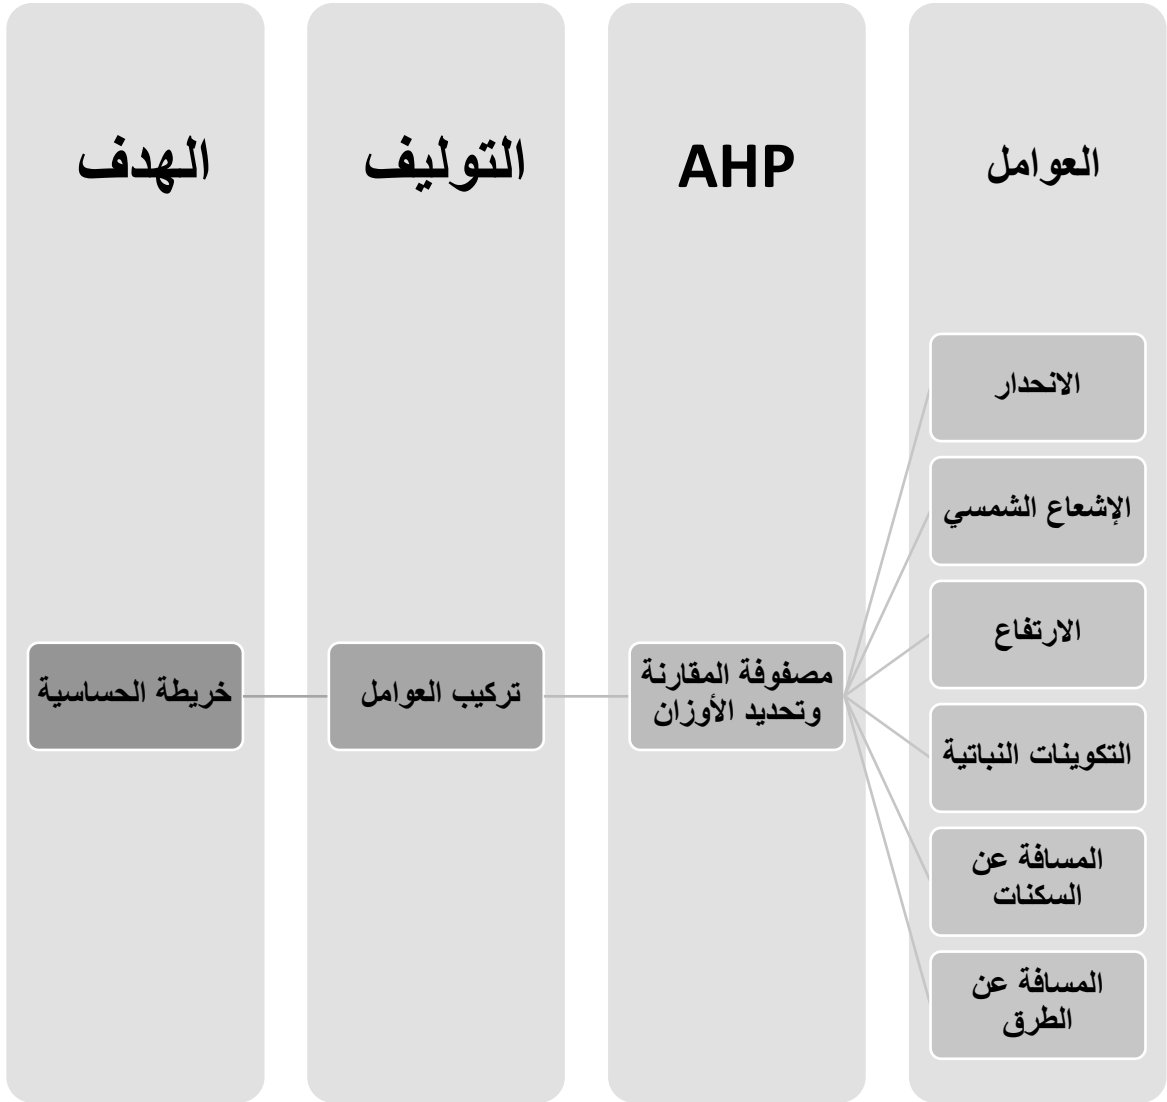 العوامل
AHP
التوليف
الهدف
الانحدار
الإشعاع الشمسي
الارتفاع
التكوينات النباتية
المسافة عن
السكنات
المسافة عن
الطرق
مصفوفة المقارنة
وتحديد الأوزان
تركيب العوامل
خريطة الحساسية